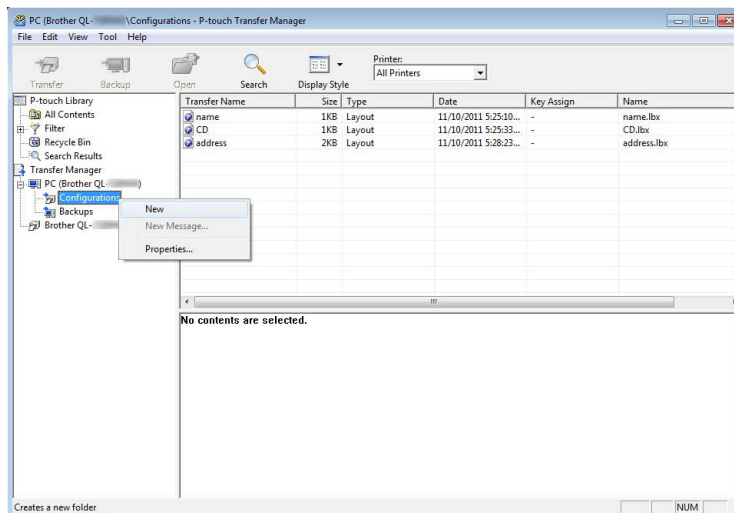 PC (Brother QL- \Configurations - P-touch Transfer Manager
File Edit View Tool Help
Transfer Backup Open Search Display Style
Printer:
All Printers
P-touch Library
All Contents
Filter
Recycle Bin
Search Results
Transfer Manager
PC (Brother QL- )
Configurations
Backups
Brother QL-
New
New Message...
Properties...
Transfer Name Size Type Date Key Assign Name
name 1KB Layout 11/10/2011 5:25:10... - name.lbx
CD 1KB Layout 11/10/2011 5:25:33... - CD.lbx
address 2KB Layout 11/10/2011 5:28:23... - address.lbx
No contents are selected.
Creates a new folder
NUM